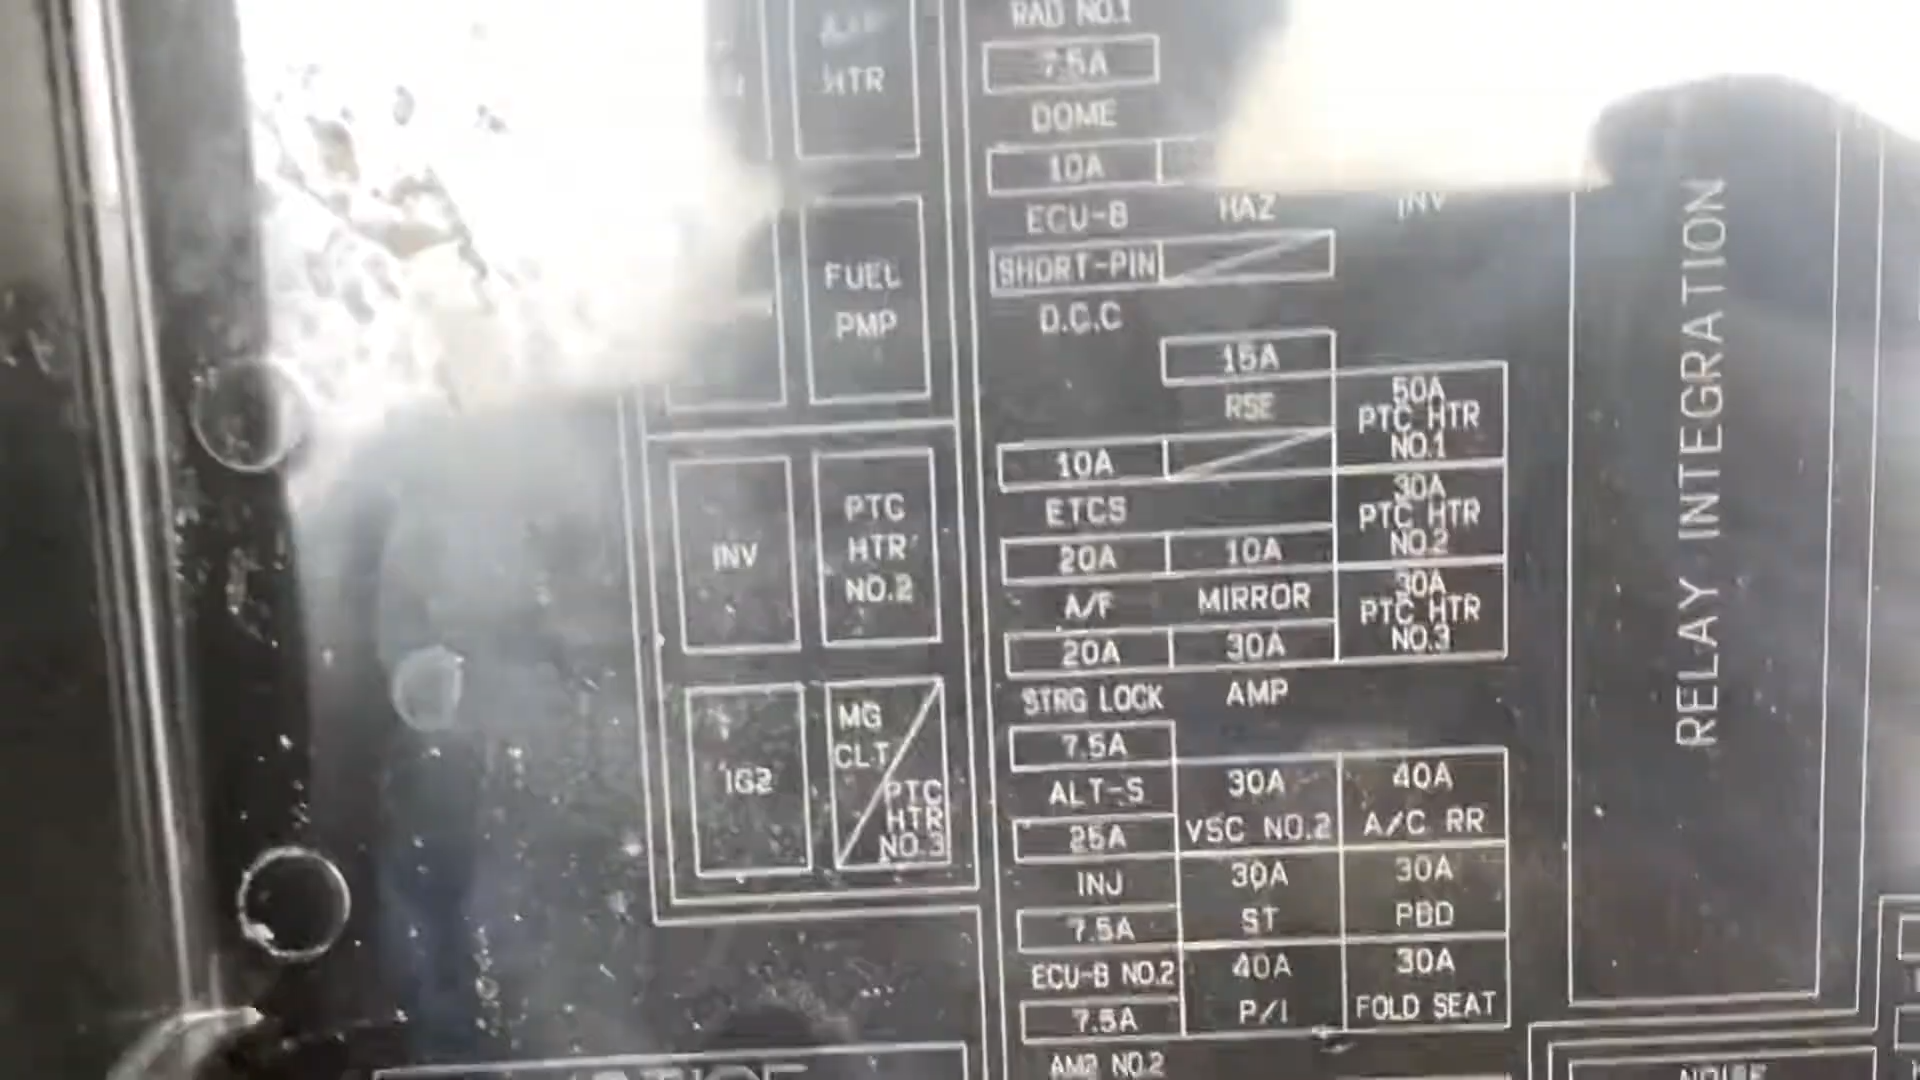 HTR
FUEL
PMP
INV
PTC
HTR
NO.2
IG2
MG
CLT
PTC
HTR
NO.3
RAD NO.1
7.5A
DOME
10A
ECU-B
HAZ
INV
SHORT-PIN
D.C.C
15A
RSE
50A
PTC HTR
NO.1
10A
ETCS
30A
PTC HTR
NO.2
20A
10A
A/F
MIRROR
30A
PTC HTR
NO.3
20A
30A
STRG LOCK
AMP
7.5A
ALT-S
30A
VSC NO.2
40A
A/C RR
25A
INJ
30A
ST
30A
PBD
7.5A
ECU-B NO.2
40A
P/I
30A
FOLD SEAT
7.5A
AMP NO.2
RELAY INTEGRATION
NOISE